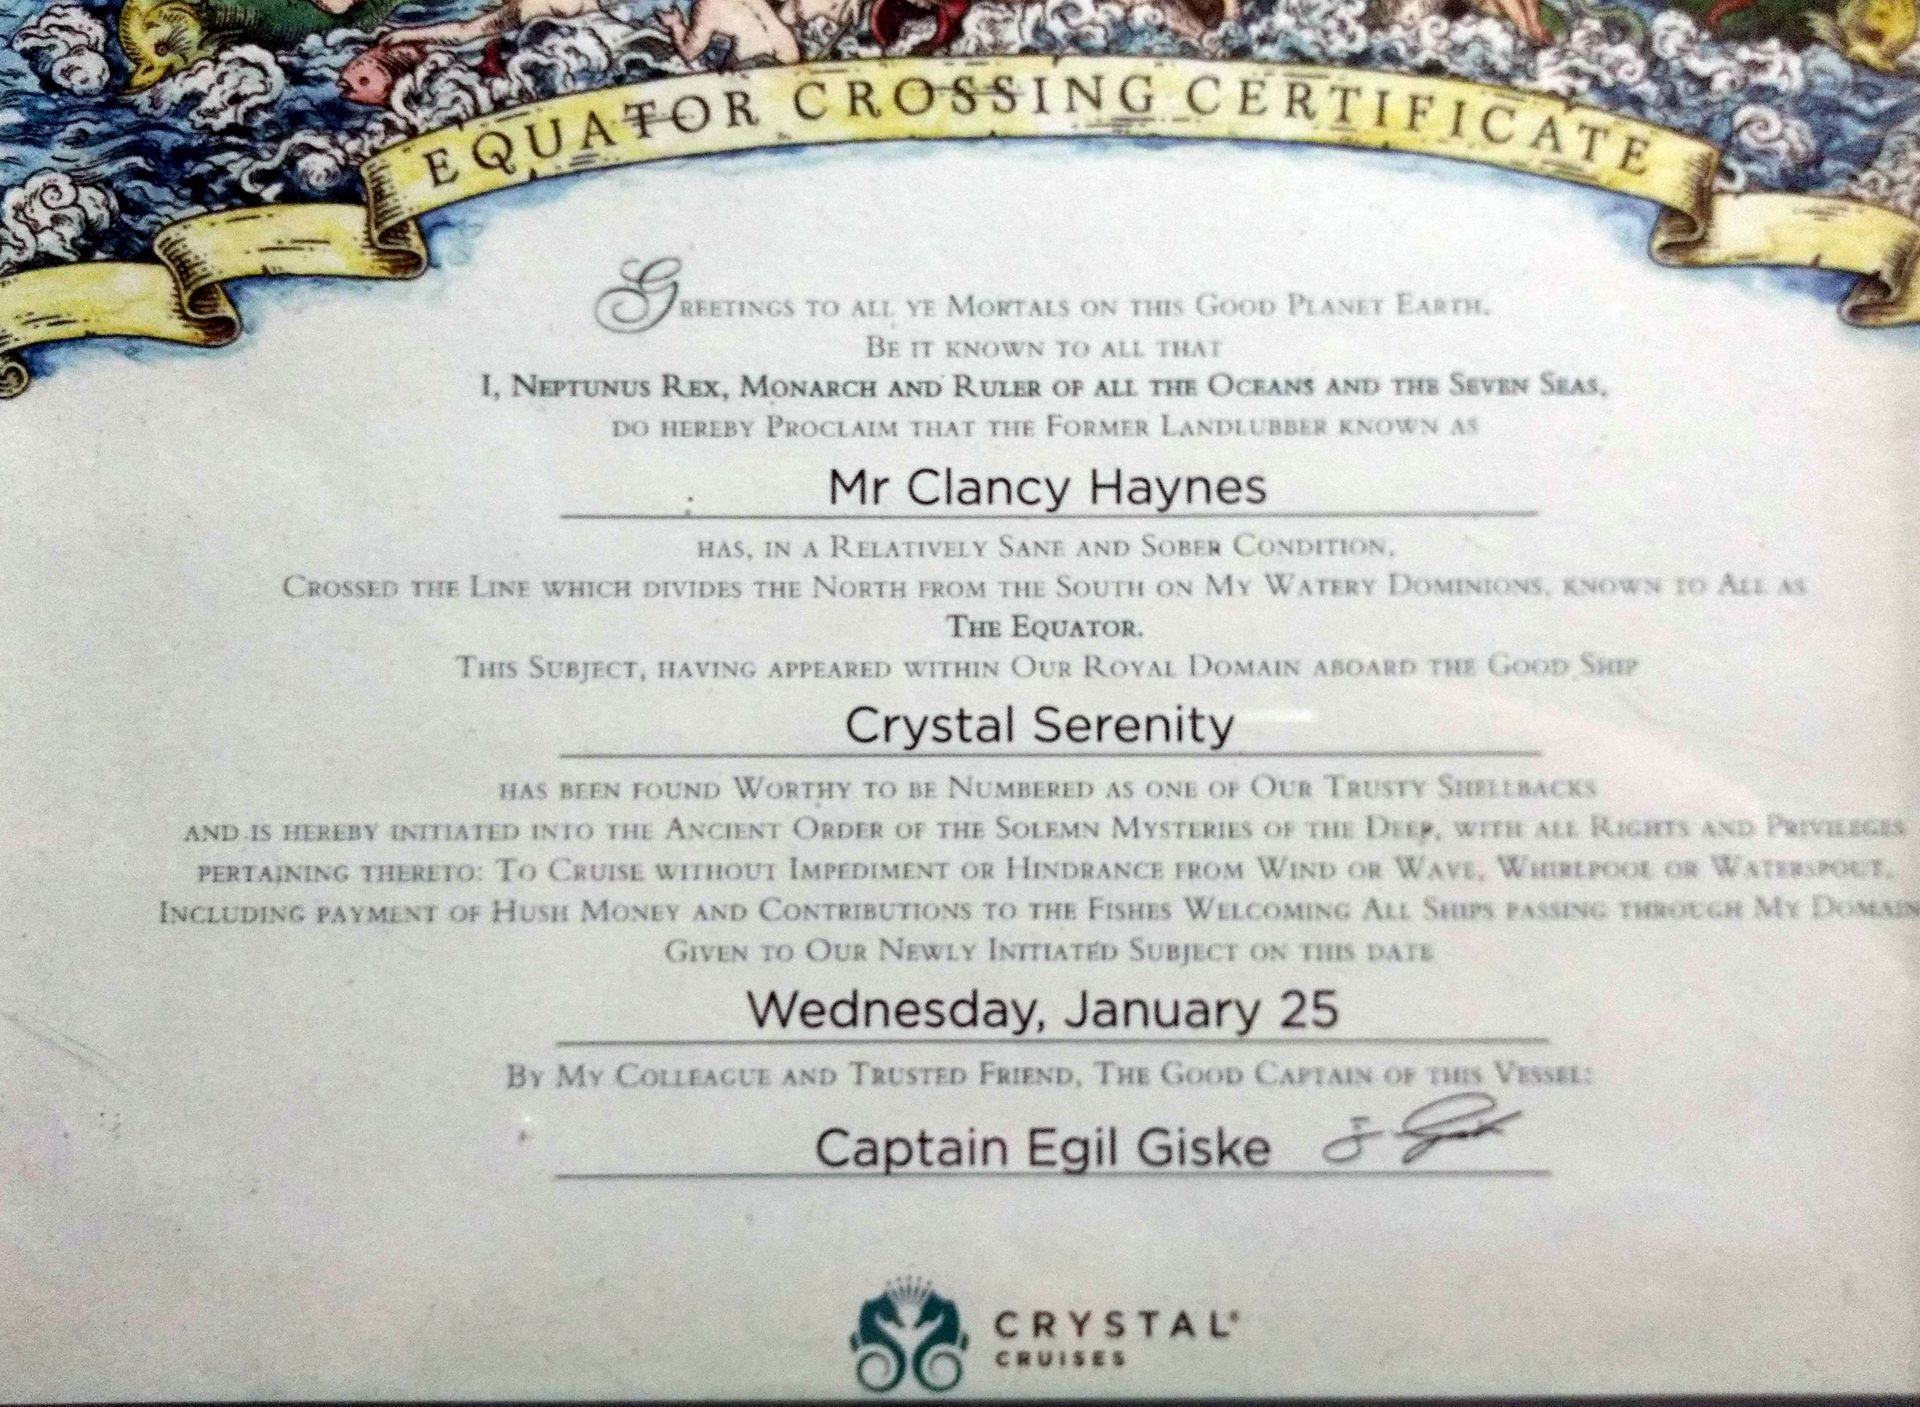 EQUATOR CROSSING CERTIFICATE
GREETINGS TO ALL YE MORTALS ON THIS GOOD PLANET EARTH.
BE IT KNOWN TO ALL THAT
I, NEPTUNUS REX, MONARCH AND RULER OF ALL THE OCEANS AND THE SEVEN SEAS,
DO HEREBY PROCLAIM THAT THE FORMER LANDLUBBER KNOWN AS
Mr Clancy Haynes
HAS, IN A RELATIVELY SANE AND SOBER CONDITION,
CROSSED THE LINE WHICH DIVIDES THE NORTH FROM THE SOUTH ON MY WATERY DOMINIONS, KNOWN TO ALL AS
THE EQUATOR.
THIS SUBJECT, HAVING APPEARED WITHIN OUR ROYAL DOMAIN ABOARD THE GOOD SHIP
Crystal Serenity
HAS BEEN FOUND WORTHY TO BE NUMBERED AS ONE OF OUR TRUSTY SHELLBACKS
AND IS HEREBY INITIATED INTO THE ANCIENT ORDER OF THE SOLEMN MYSTERIES OF THE DEEP, WITH ALL RIGHTS AND PRIVILEGES
PERTAINING THERETO: TO CRUISE WITHOUT IMPEDIMENT OR HINDRANCE FROM WIND OR WAVE, WHIRLPOOL OR WATERSPOUT,
INCLUDING PAYMENT OF HUSH MONEY AND CONTRIBUTIONS TO THE FISHES WELCOMING ALL SHIPS PASSING THROUGH MY DOMAIN
GIVEN TO OUR NEWLY INITIATED SUBJECT ON THIS DATE
Wednesday, January 25
BY MY COLLEAGUE AND TRUSTED FRIEND, THE GOOD CAPTAIN OF THIS VESSEL:
Captain Egil Giske
CRYSTAL®
CRUISES